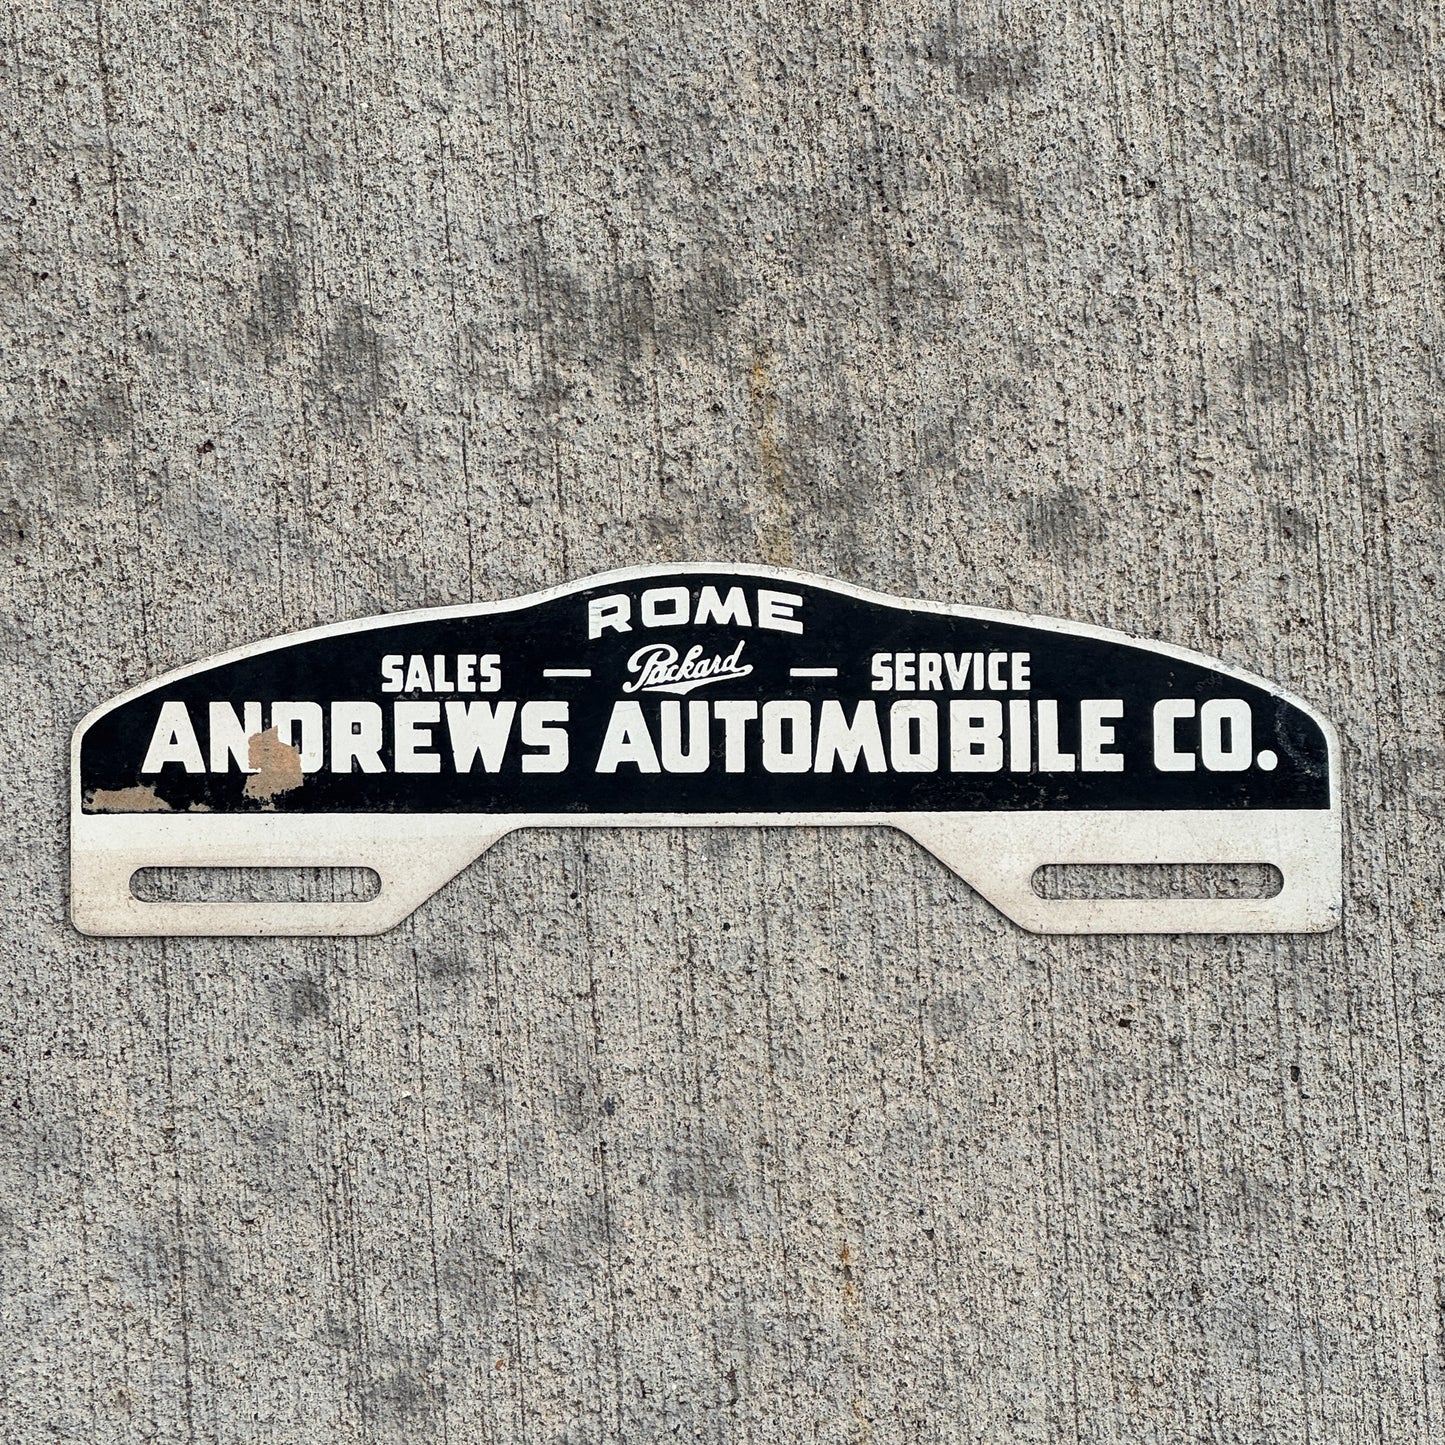 ROME
SALES — Packard — SERVICE
ANDREWS AUTOMOBILE CO.